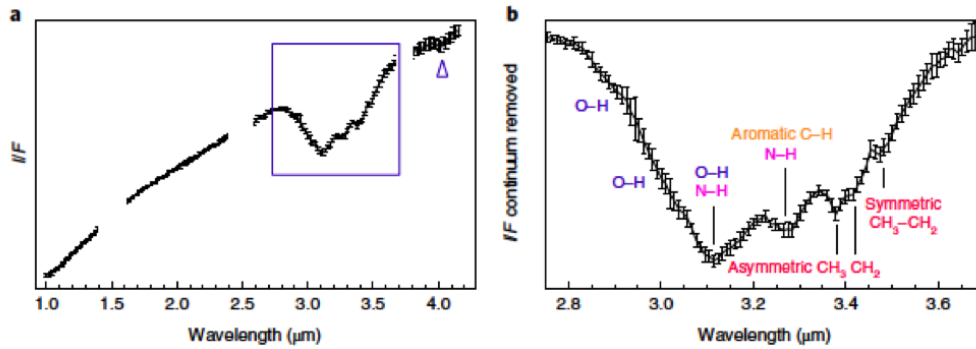 a
I/F
1.0 1.5 2.0 2.5 3.0 3.5 4.0
Wavelength (μm)
b
I/F continuum removed
O–H
O–H
O–H
N–H
Aromatic C–H
N–H
Asymmetric CH3 CH2
Symmetric
CH3–CH2
2.8 3.0 3.2 3.4 3.6
Wavelength (μm)